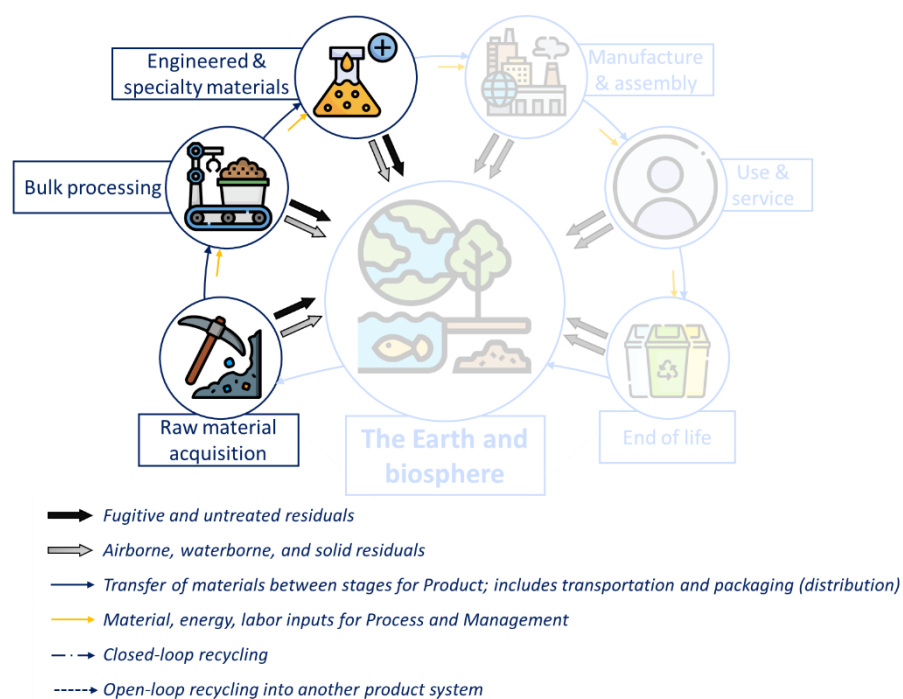 Engineered &
specialty materials
Manufacture
& assembly
Bulk processing
Use &
service
Raw material
acquisition
The Earth and
biosphere
End of life
Fugitive and untreated residuals
Airborne, waterborne, and solid residuals
Transfer of materials between stages for Product; includes transportation and packaging (distribution)
Material, energy, labor inputs for Process and Management
Closed-loop recycling
Open-loop recycling into another product system